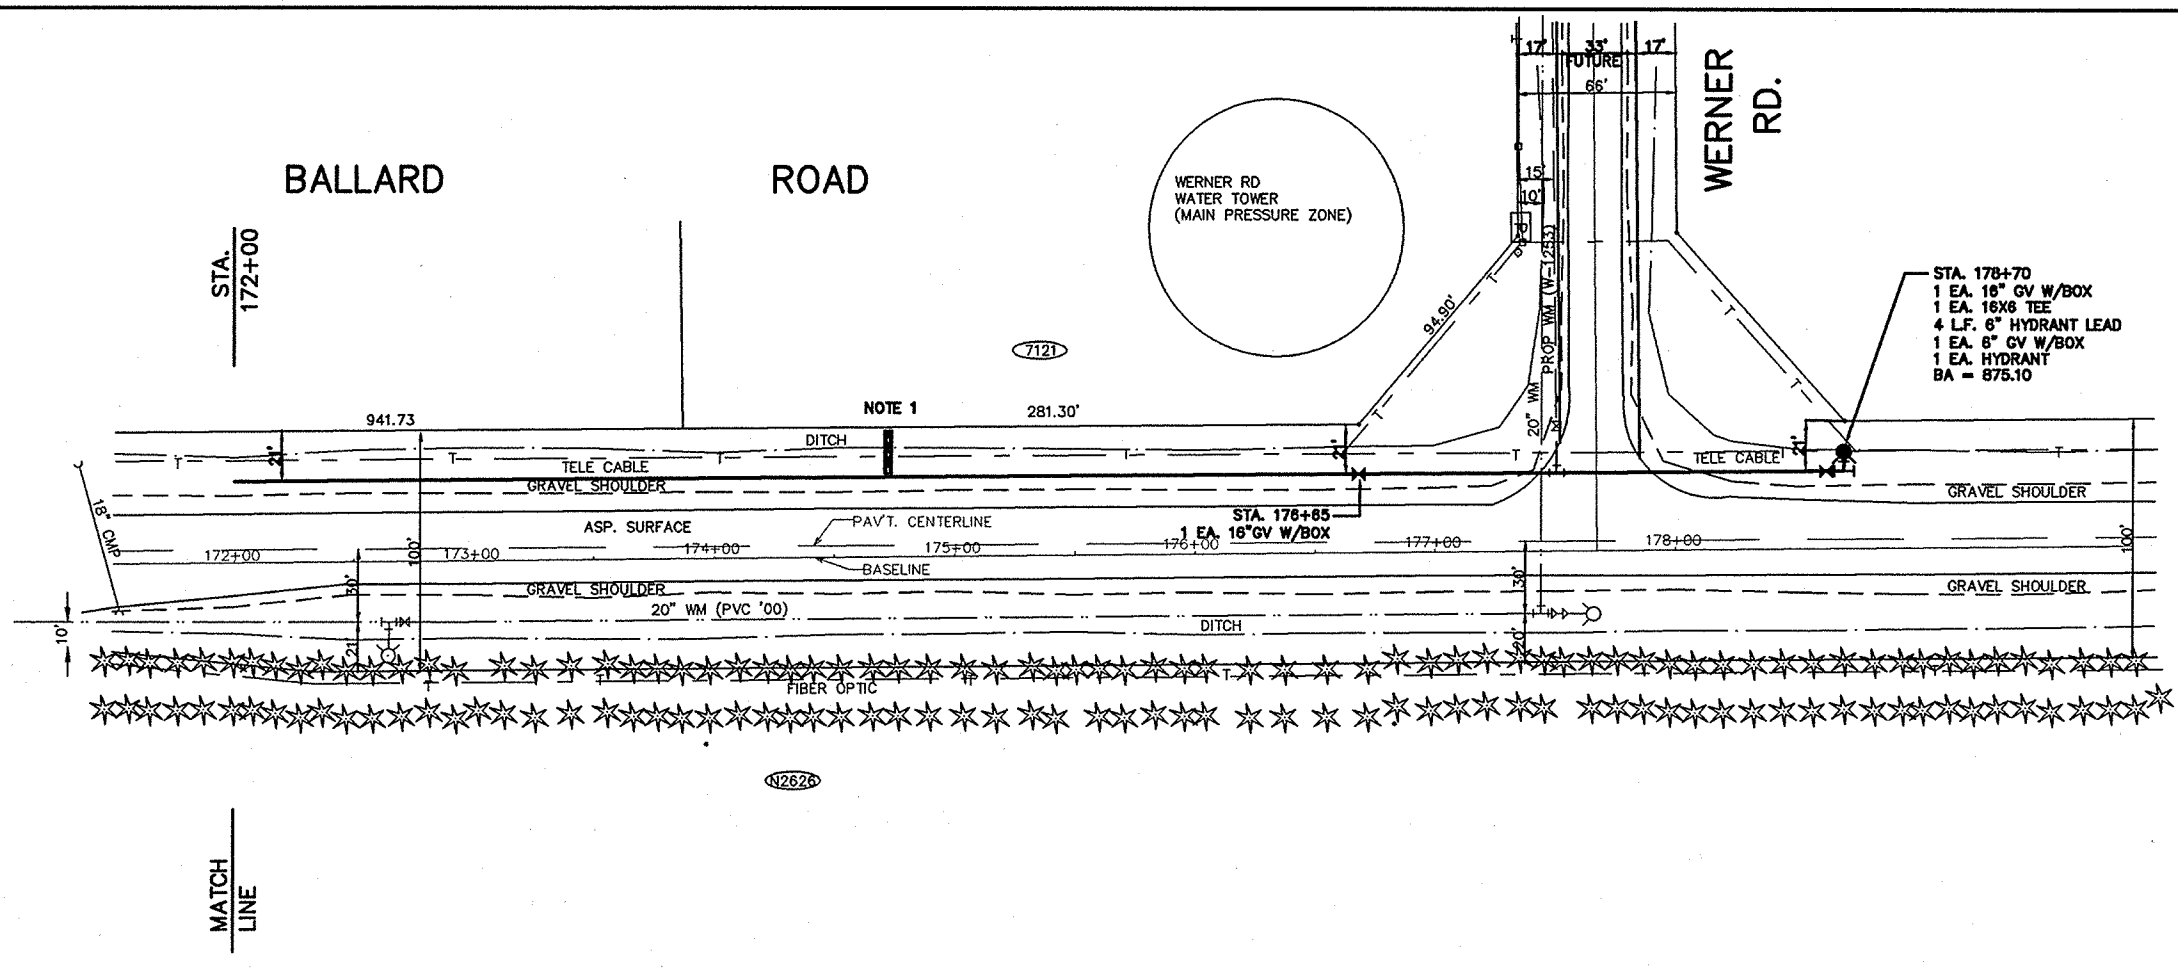 BALLARD ROAD
WERNER
RD.
17' 33' 17'
FUTURE
66'
15'
10'
WERNER RD
WATER TOWER
(MAIN PRESSURE ZONE)
STA.
172+00
94.90'
20" WM PROP WM (W-1253)
7121
STA. 178+70
1 EA. 16" GV W/BOX
1 EA. 16X6 TEE
4 L.F. 6" HYDRANT LEAD
1 EA. 6" GV W/BOX
1 EA. HYDRANT
BA = 875.10
941.73
NOTE 1
281.30'
DITCH
21'
21'
21'
T T T T T T T
TELE CABLE
TELE CABLE
GRAVEL SHOULDER
GRAVEL SHOULDER
18" CMP
ASP. SURFACE
PAV'T. CENTERLINE
STA. 176+65
1 EA. 16"GV W/BOX
172+00 173+00 174+00 175+00 176+00 177+00 178+00
100'
100'
BASELINE
30'
30'
GRAVEL SHOULDER
GRAVEL SHOULDER
20" WM (PVC '00)
DITCH
10'
21'
20'
FIBER OPTIC
N2626
MATCH
LINE